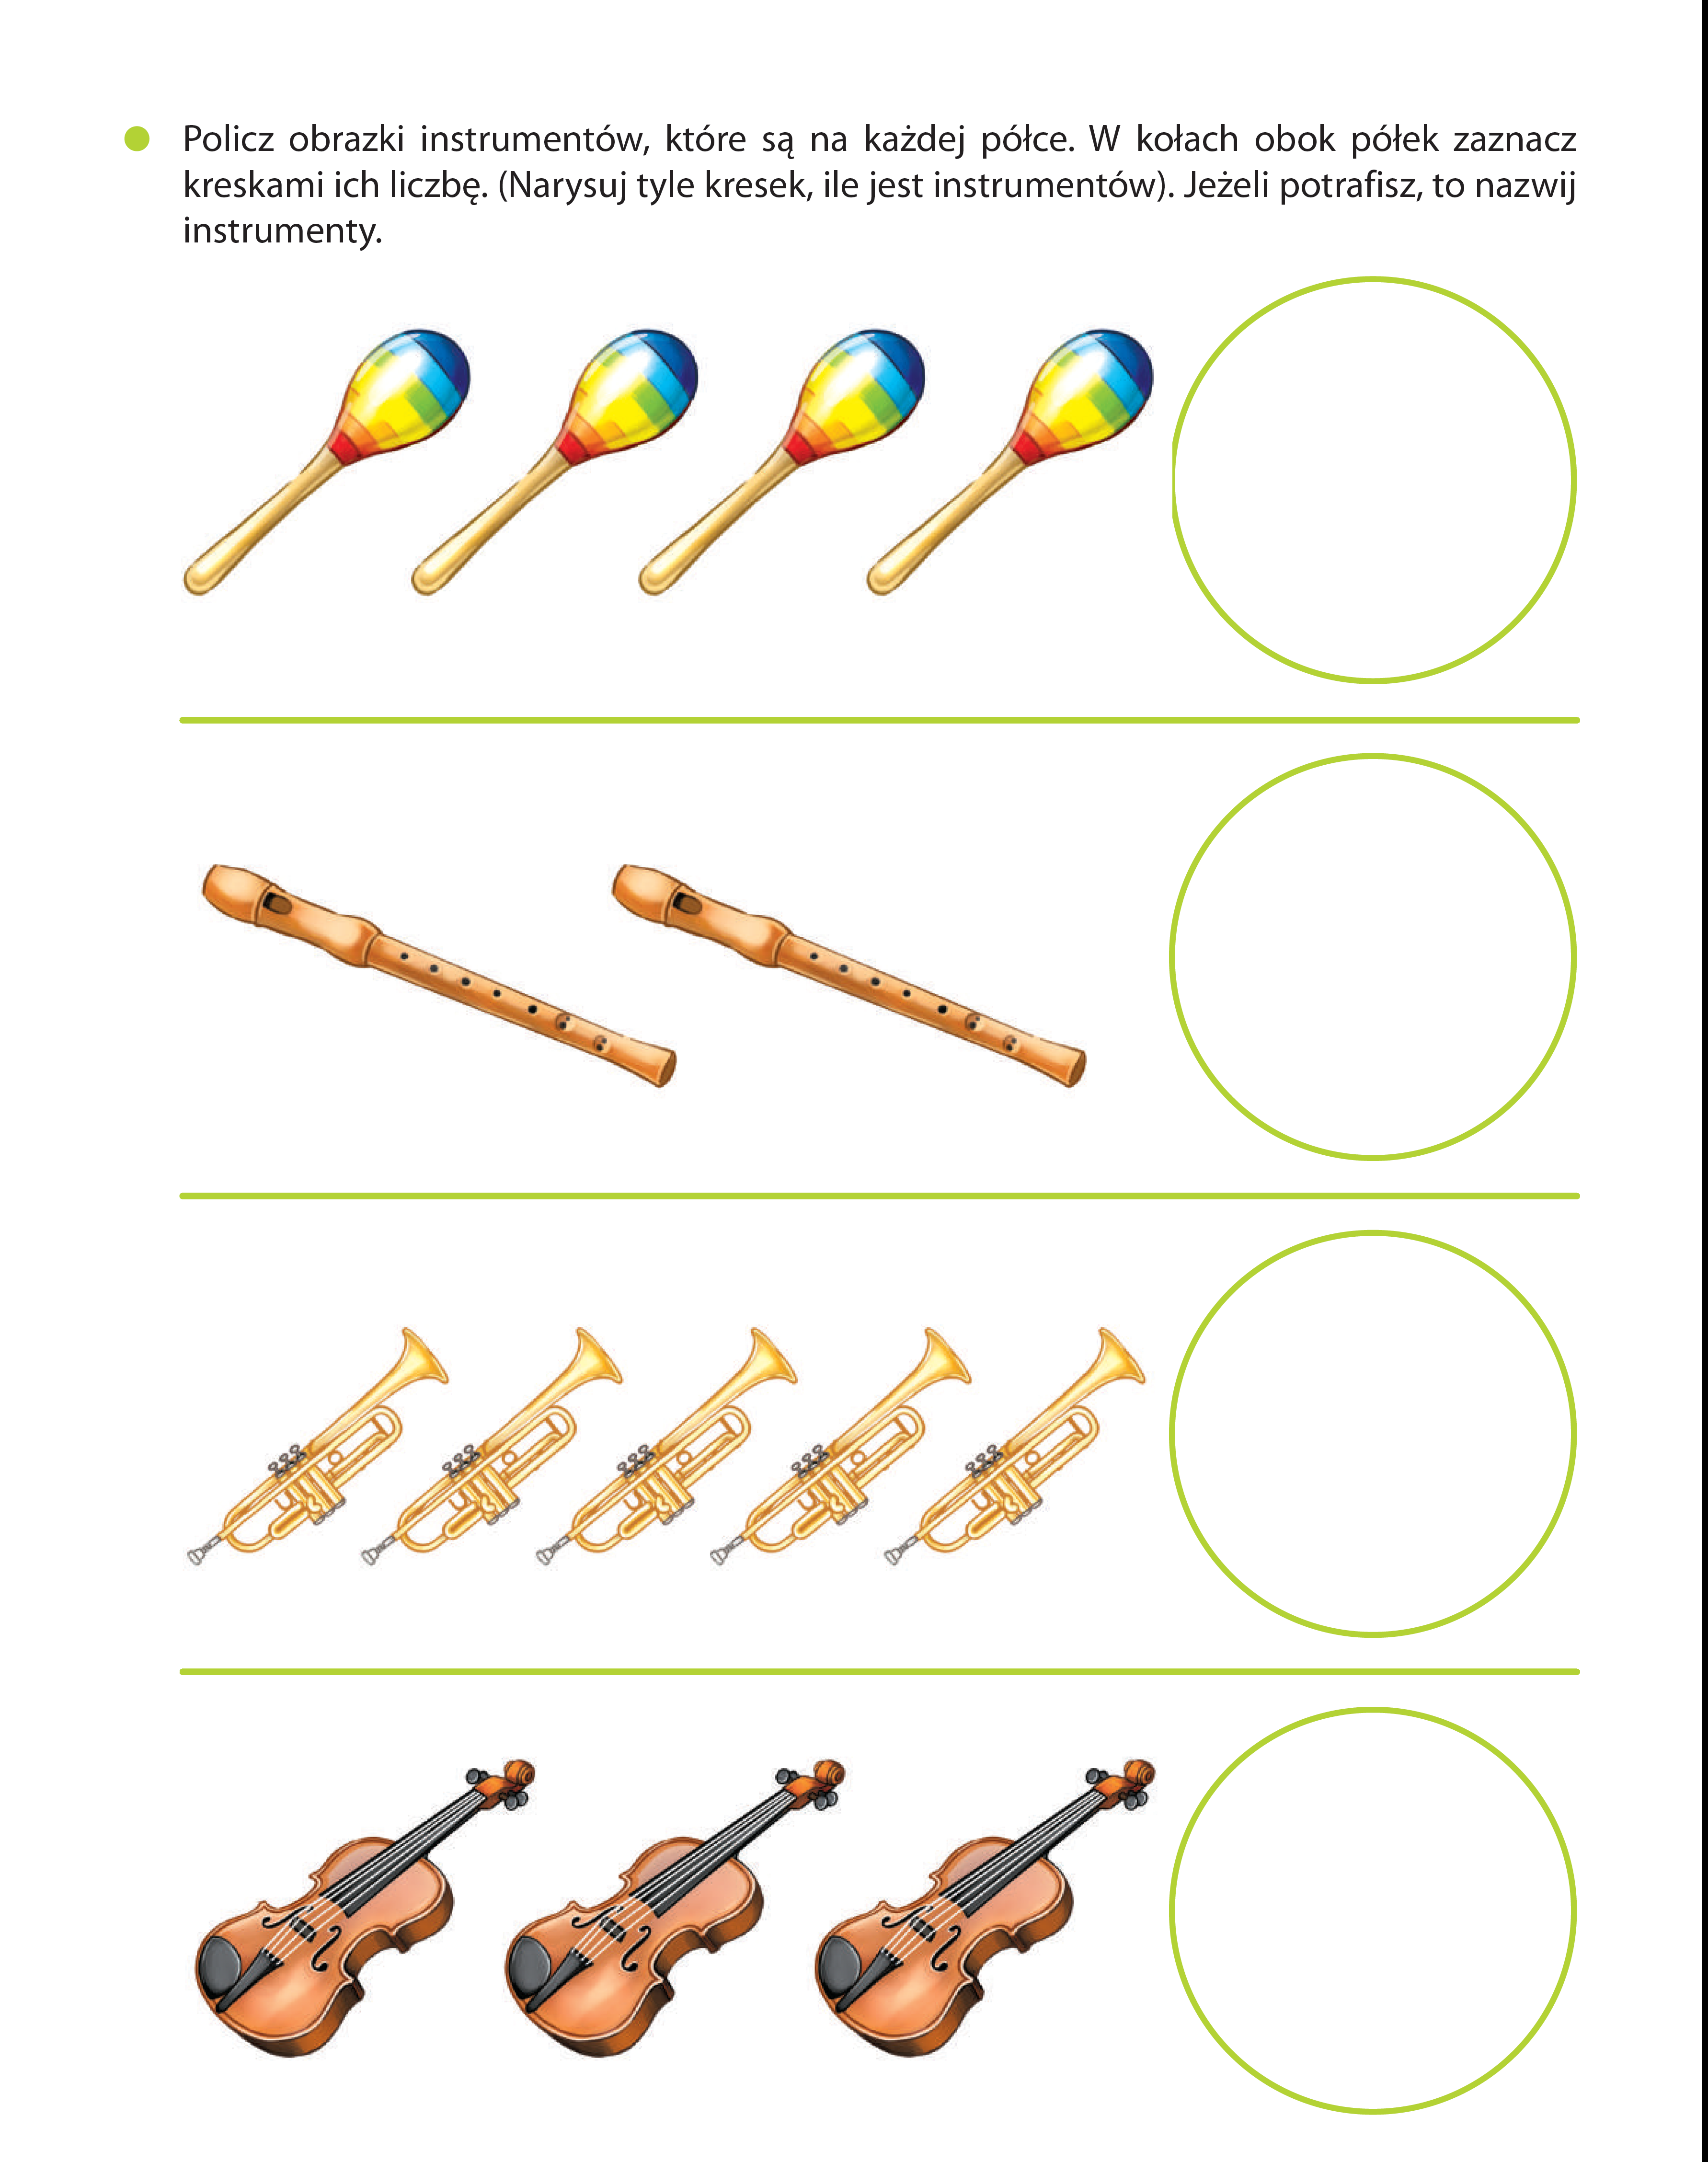 Policz obrazki instrumentów, które są na każdej półce. W kołach obok półek zaznacz
kreskami ich liczbę. (Narysuj tyle kresek, ile jest instrumentów). Jeżeli potrafisz, to nazwij
instrumenty.